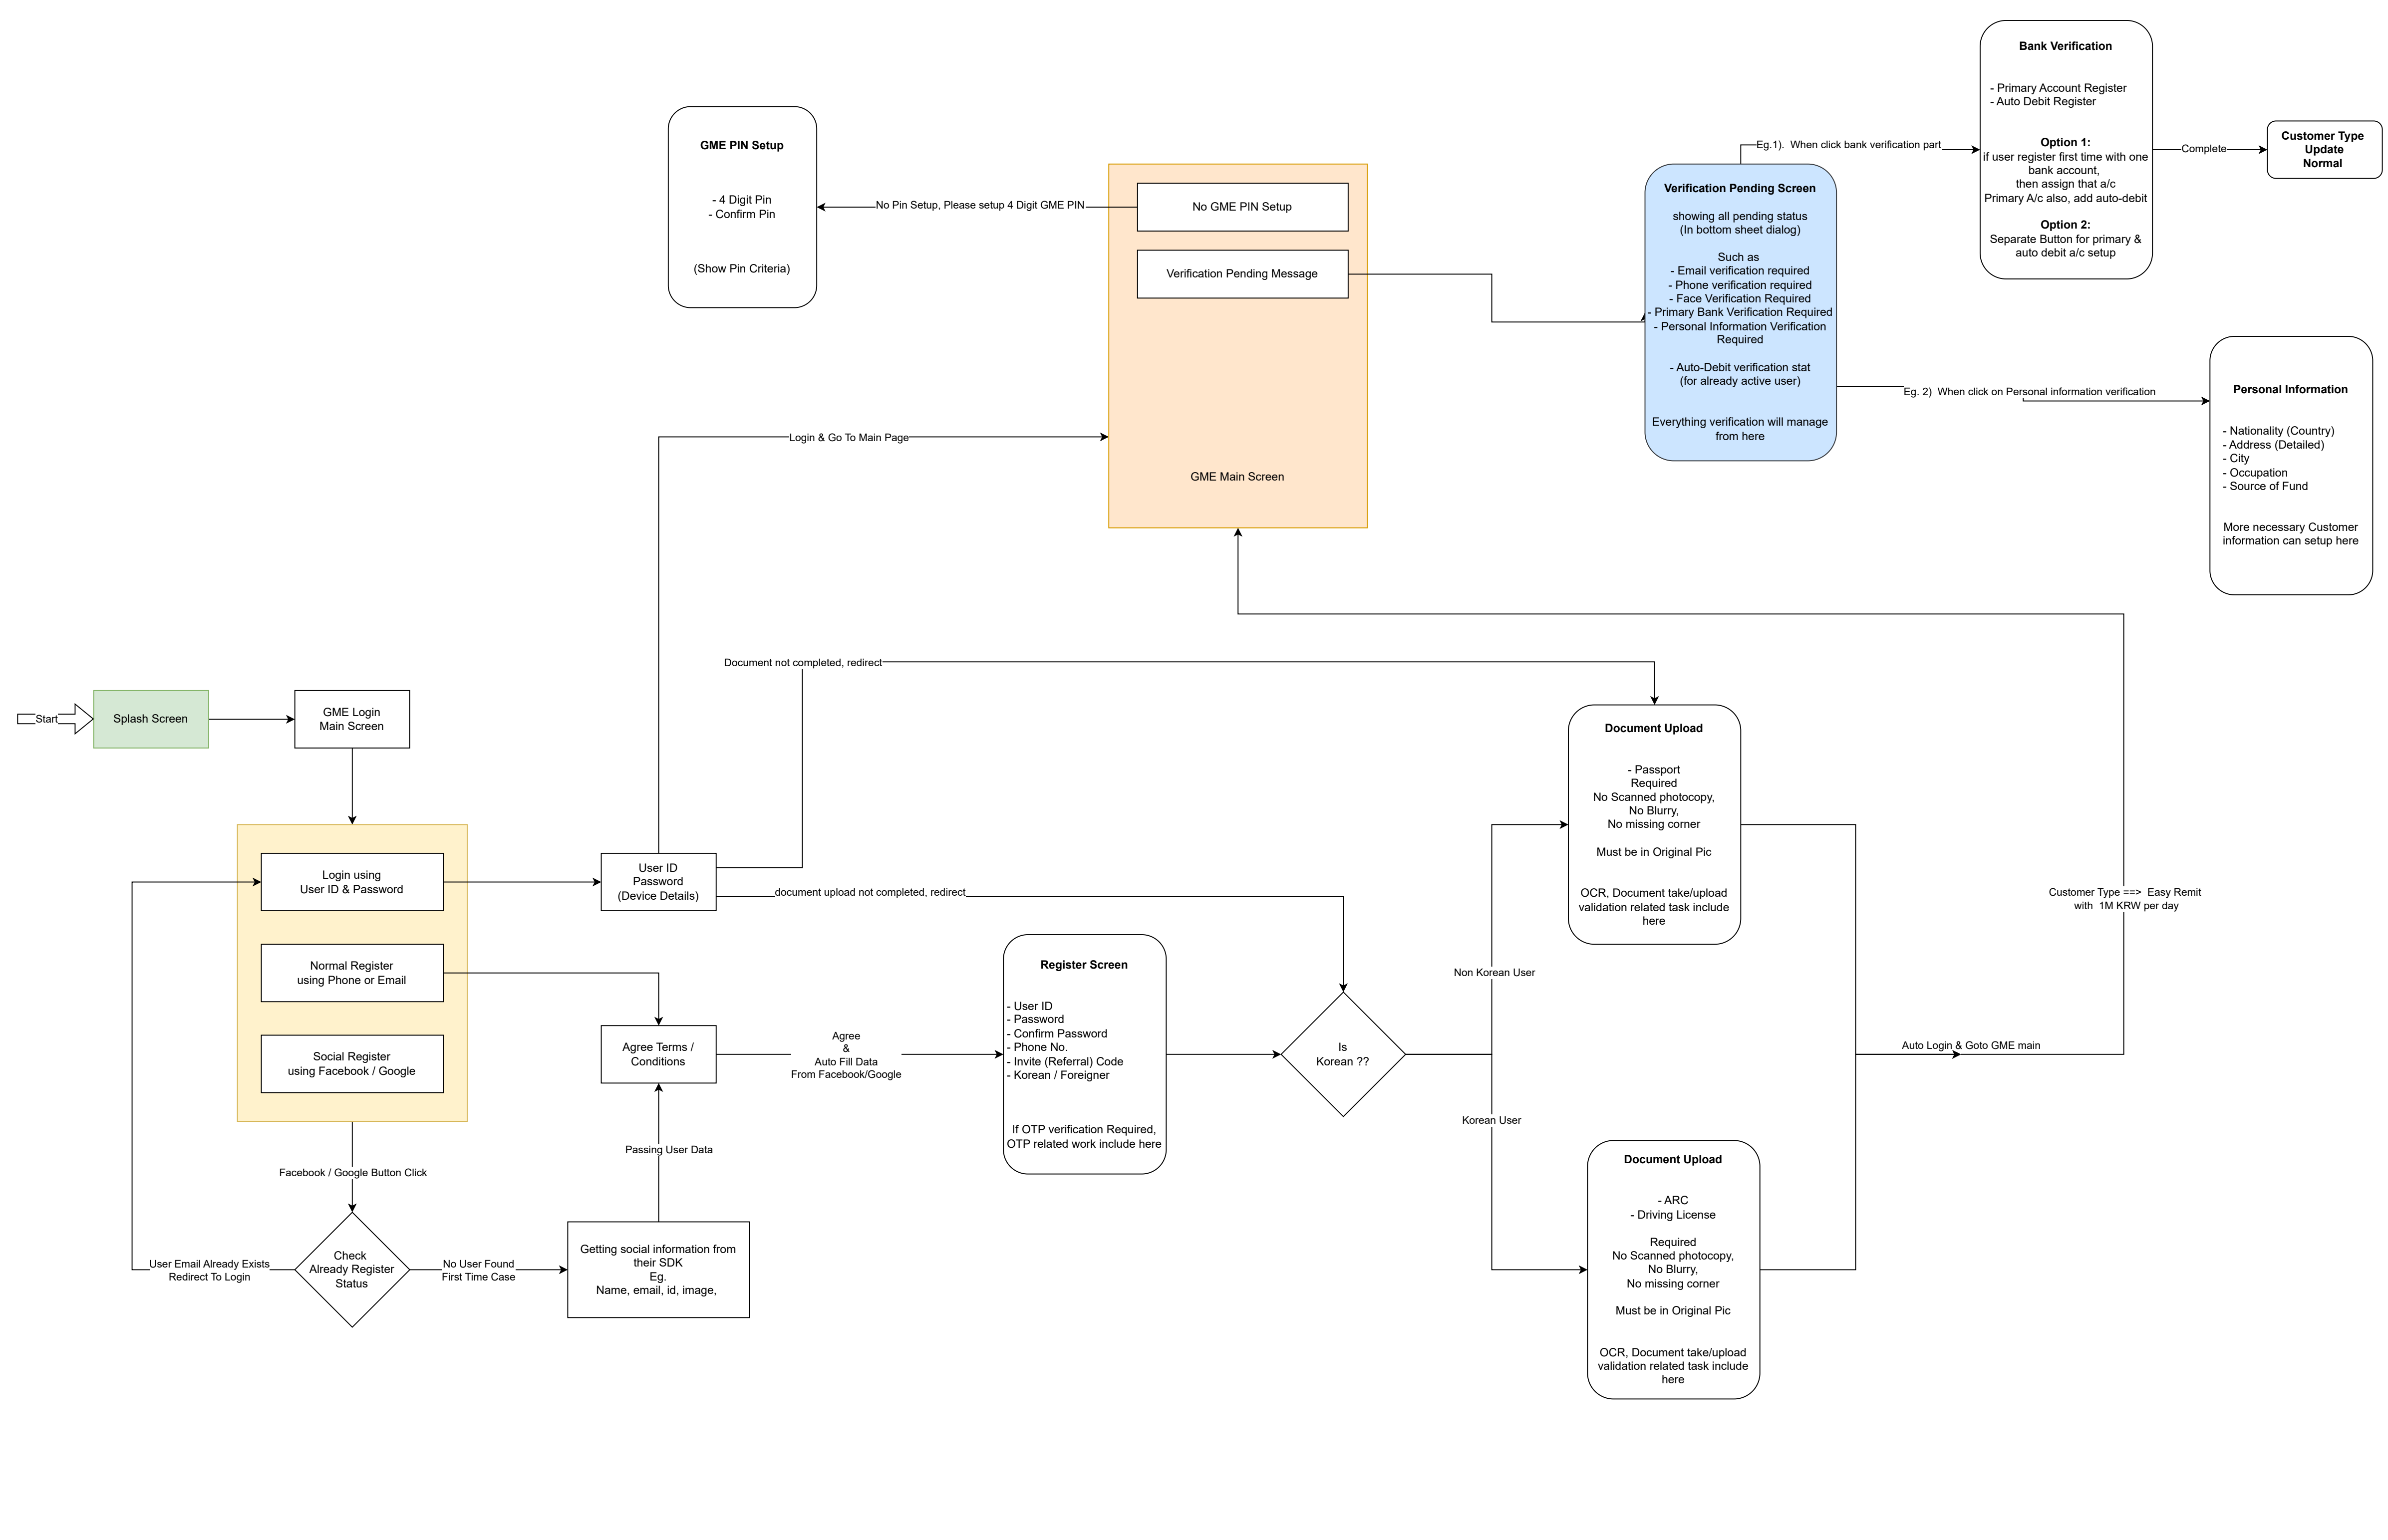 Bank Verification
- Primary Account Register
- Auto Debit Register
Option 1:
if user register first time with one
bank account,
then assign that a/c
Primary A/c also, add auto-debit
Option 2:
Separate Button for primary &
auto debit a/c setup
Complete
Customer Type
Update
Normal
Eg.1).  When click bank verification part
GME PIN Setup
- 4 Digit Pin
- Confirm Pin
(Show Pin Criteria)
No Pin Setup, Please setup 4 Digit GME PIN
No GME PIN Setup
Verification Pending Message
GME Main Screen
Verification Pending Screen
showing all pending status
(In bottom sheet dialog)
Such as
- Email verification required
- Phone verification required
- Face Verification Required
- Primary Bank Verification Required
- Personal Information Verification
Required
- Auto-Debit verification stat
(for already active user)
Everything verification will manage
from here
Eg. 2)  When click on Personal information verification
Personal Information
- Nationality (Country)
- Address (Detailed)
- City
- Occupation
- Source of Fund
More necessary Customer
information can setup here
Login & Go To Main Page
Document not completed, redirect
Start
Splash Screen
GME Login
Main Screen
Login using
User ID & Password
Normal Register
using Phone or Email
Social Register
using Facebook / Google
User ID
Password
(Device Details)
document upload not completed, redirect
Agree Terms /
Conditions
Agree
&
Auto Fill Data
From Facebook/Google
Register Screen
- User ID
- Password
- Confirm Password
- Phone No.
- Invite (Referral) Code
- Korean / Foreigner
If OTP verification Required,
OTP related work include here
Is
Korean ??
Non Korean User
Korean User
Document Upload
- Passport
Required
No Scanned photocopy,
No Blurry,
No missing corner
Must be in Original Pic
OCR, Document take/upload
validation related task include
here
Customer Type ==>  Easy Remit
with  1M KRW per day
Auto Login & Goto GME main
Document Upload
- ARC
- Driving License
Required
No Scanned photocopy,
No Blurry,
No missing corner
Must be in Original Pic
OCR, Document take/upload
validation related task include
here
Passing User Data
Facebook / Google Button Click
Check
Already Register
Status
User Email Already Exists
Redirect To Login
No User Found
First Time Case
Getting social information from
their SDK
Eg.
Name, email, id, image,